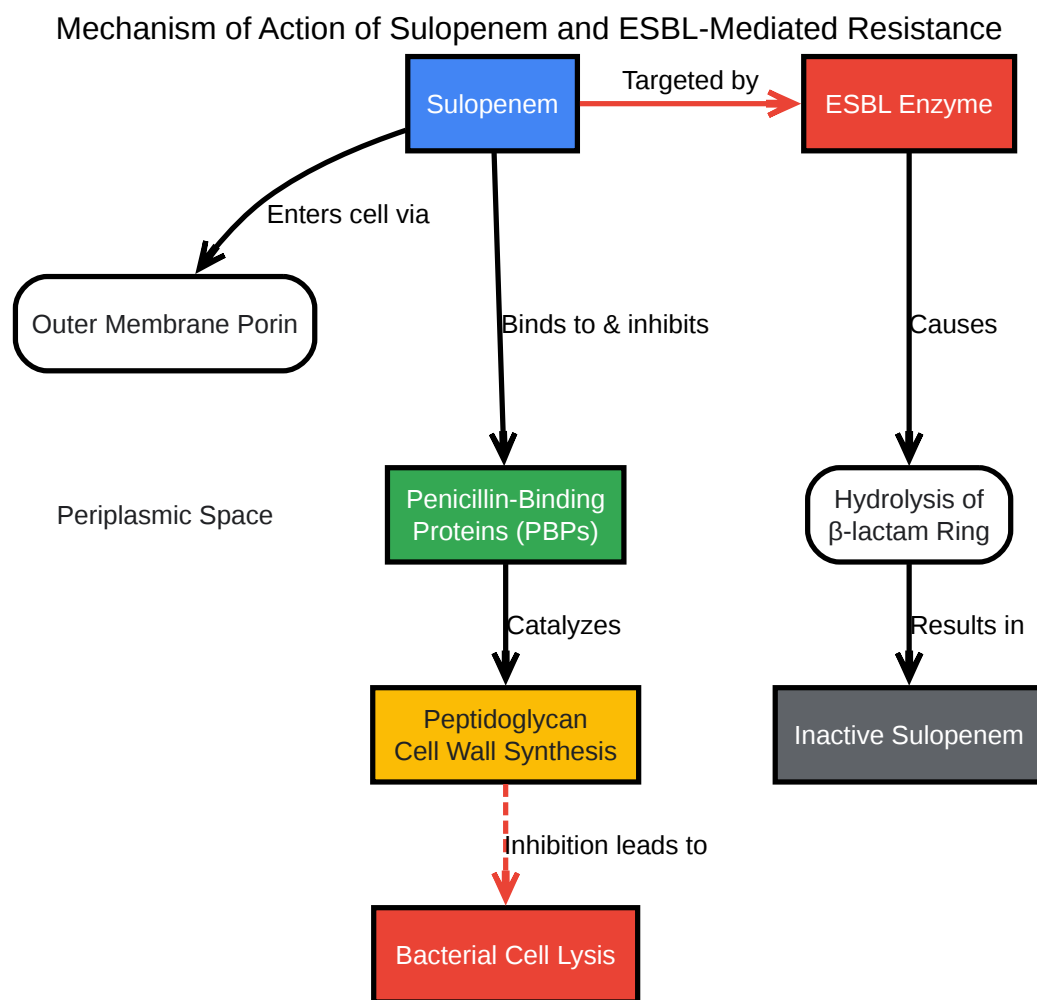 Mechanism of Action of Sulopenem and ESBL-Mediated Resistance
Sulopenem
Targeted by
ESBL Enzyme
Enters cell via
Outer Membrane Porin
Binds to & inhibits
Causes
Periplasmic Space
Penicillin-Binding
Proteins (PBPs)
Hydrolysis of
β-lactam Ring
Catalyzes
Results in
Peptidoglycan
Cell Wall Synthesis
Inactive Sulopenem
Inhibition leads to
Bacterial Cell Lysis